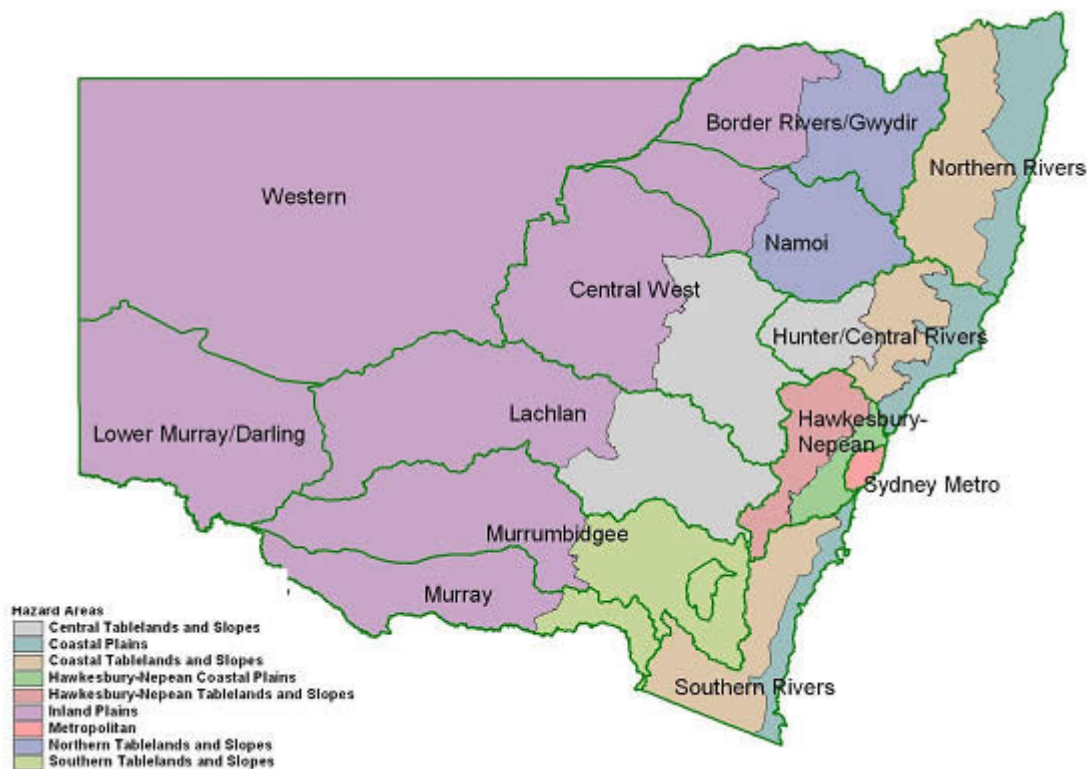 Border Rivers/Gwydir
Northern Rivers
Western
Namoi
Central West
Hunter/Central Rivers
Lachlan
Hawkesbury-
Nepean
Lower Murray/Darling
Sydney Metro
Murrumbidgee
Murray
Southern Rivers
Hazard Areas
Central Tablelands and Slopes
Coastal Plains
Coastal Tablelands and Slopes
Hawkesbury-Nepean Coastal Plains
Hawkesbury-Nepean Tablelands and Slopes
Inland Plains
Metropolitan
Northern Tablelands and Slopes
Southern Tablelands and Slopes